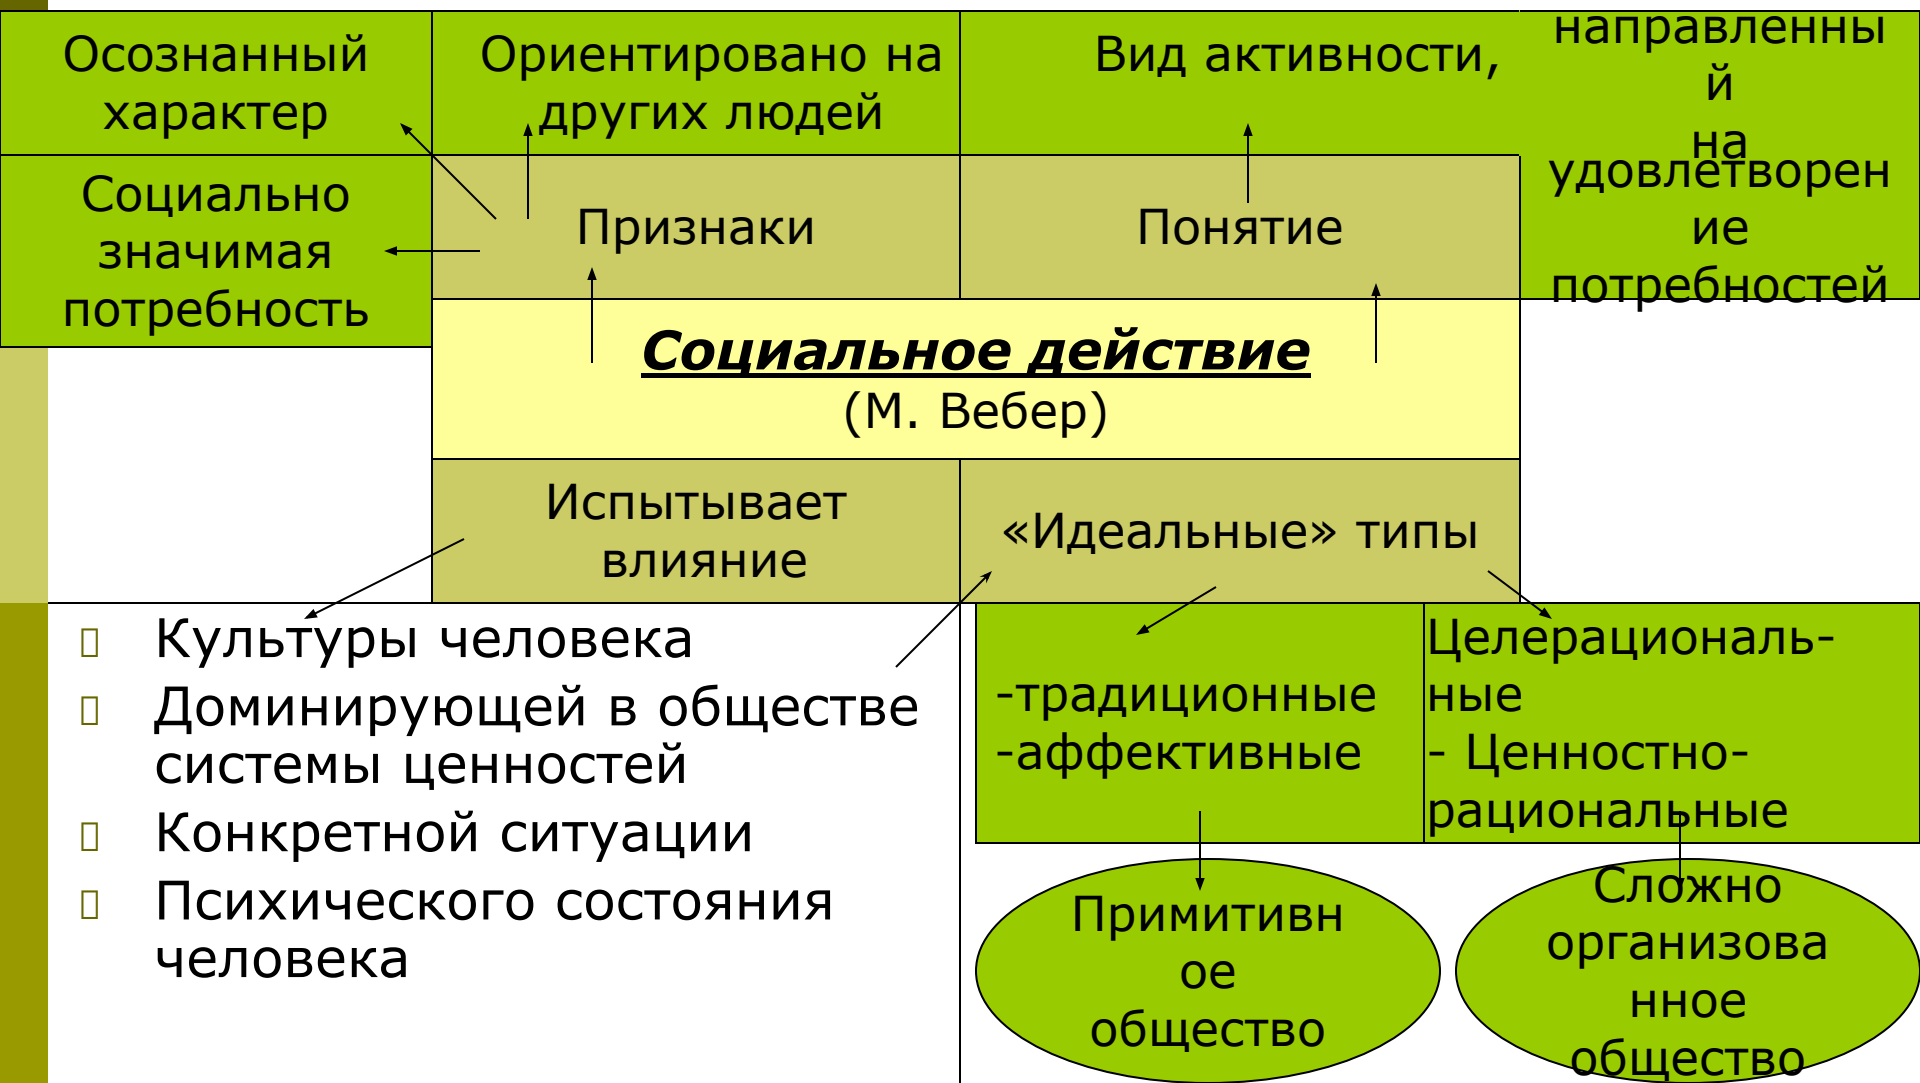 Осознанный
характер
Ориентировано на
других людей
Вид активности,
направленны
й
на
удовлетворен
ие
потребностей
Социально
значимая
потребность
Признаки
Понятие
Социальное действие
(М. Вебер)
Испытывает
влияние
«Идеальные» типы
Культуры человека
Доминирующей в обществе
системы ценностей
Конкретной ситуации
Психического состояния
человека
-традиционные
-аффективные
Целерациональ-
ные
- Ценностно-
рациональные
Примитивн
ое
общество
Сложно
организова
нное
общество